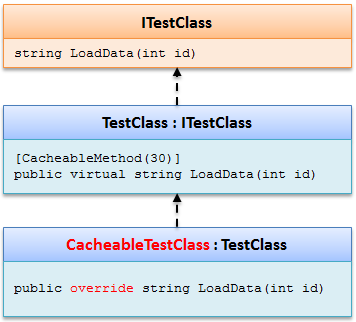 ITestClass
string LoadData(int id)
TestClass : ITestClass
[CacheableMethod(30)]
public virtual string LoadData(int id)
CacheableTestClass : TestClass
public override string LoadData(int id)